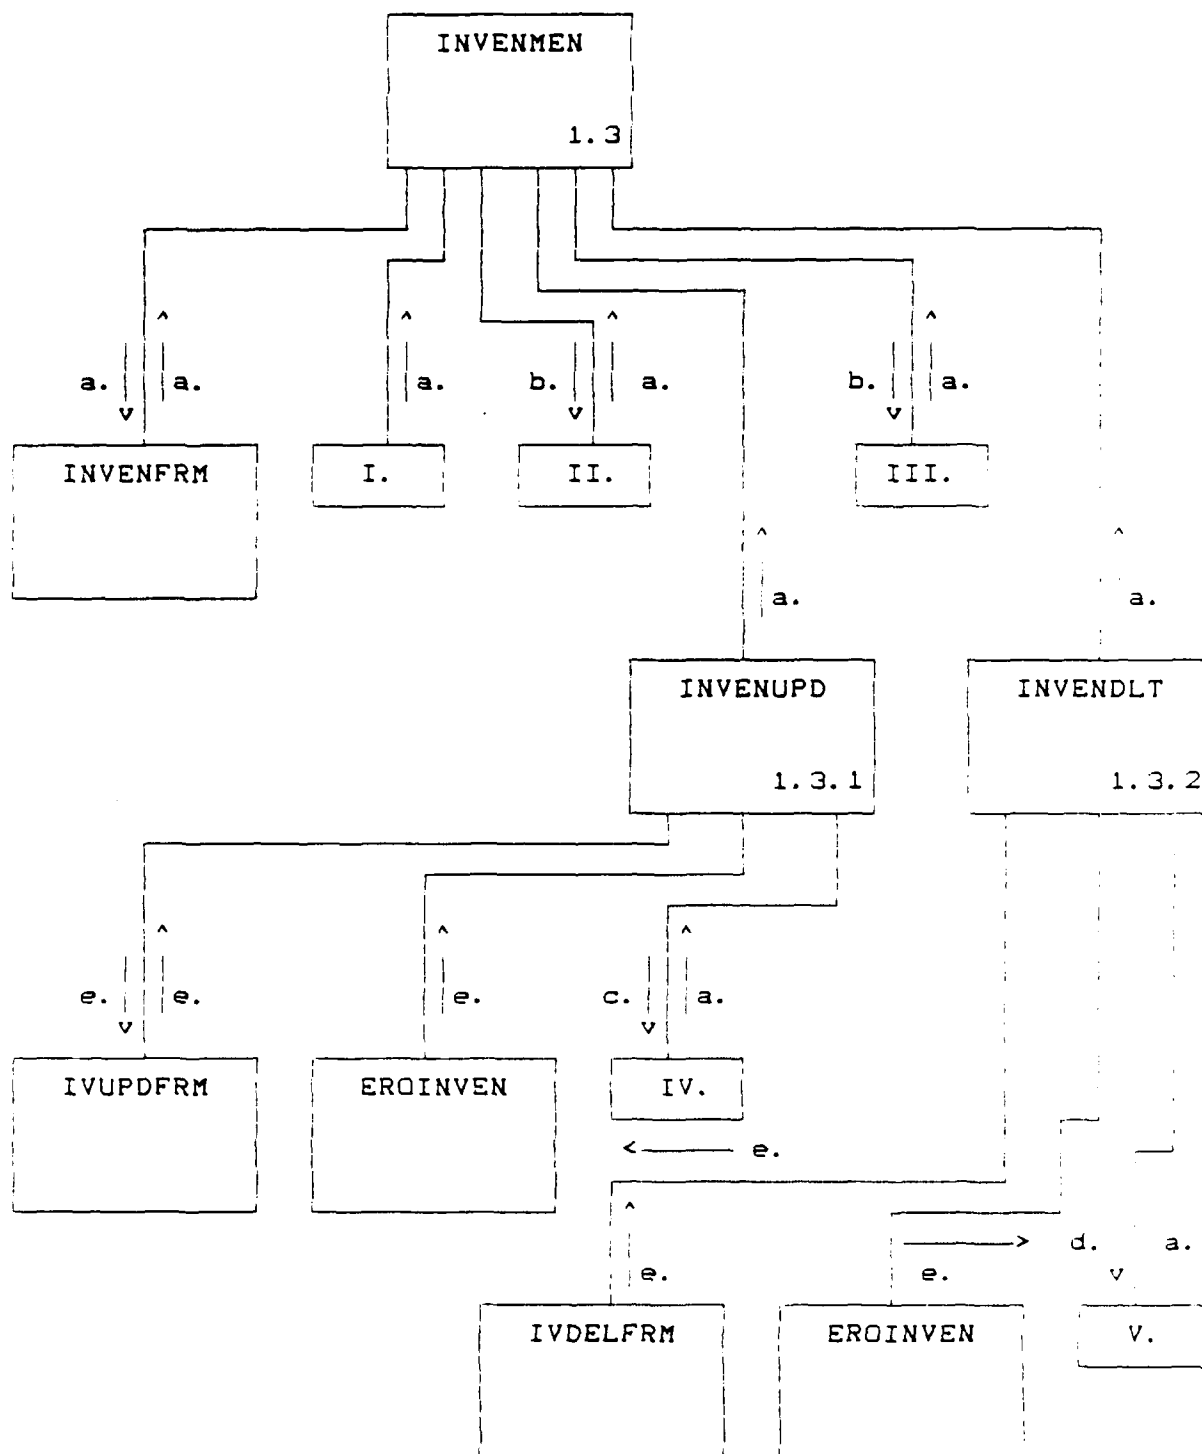 INVENMEN
1.3
a. a. a. b. a. b. a.
INVENFRM I. II. III.
a. a.
INVENUPD INVENDLT
1.3.1 1.3.2
e. e. e. c. a.
IVUPDFRM EROINVEN IV.
e.
d. a.
e. e.
IVDELFRM EROINVEN V.